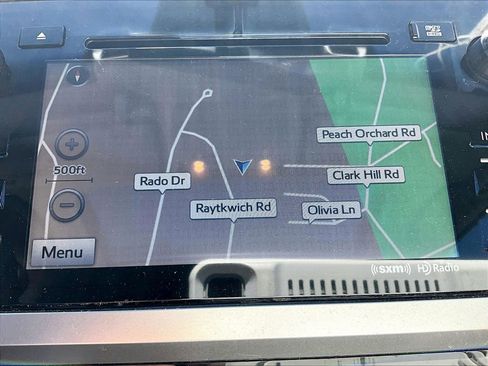 Peach Orchard Rd
500ft
Rado Dr
Clark Hill Rd
Raytkwich Rd
Olivia Ln
Menu
sxm HD Radio